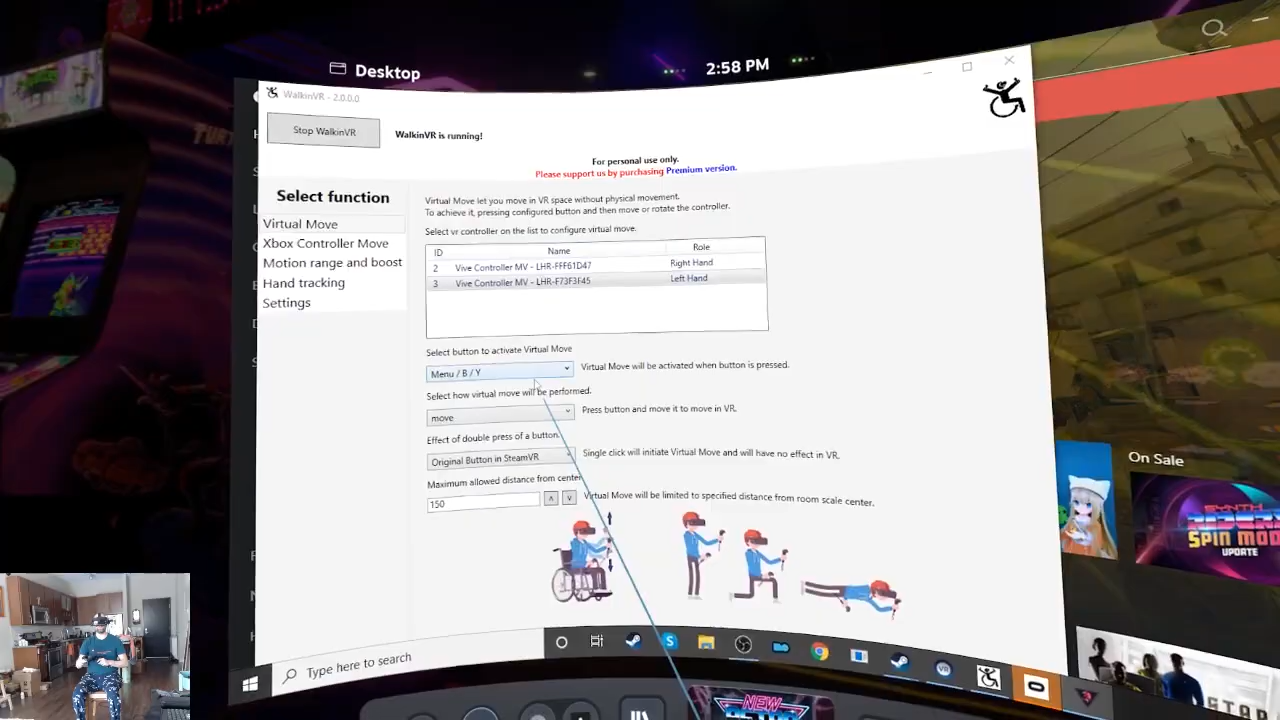 Desktop
2:58 PM
WalkinVR - 2.0.0.0
Stop WalkinVR
WalkinVR is running!
For personal use only.
Please support us by purchasing Premium version.
Select function
Virtual Move
Xbox Controller Move
Motion range and boost
Hand tracking
Settings
Virtual Move let you move in VR space without physical movement.
To achieve it, pressing configured button and then move or rotate the controller.
Select vr controller on the list to configure virtual move.
ID Name Role
2 Vive Controller MV - LHR-FFF61D47 Right Hand
3 Vive Controller MV - LHR-F73F3F45 Left Hand
Select button to activate Virtual Move
Menu / B / Y
Virtual Move will be activated when button is pressed.
Select how virtual move will be performed.
move
Press button and move it to move in VR.
Effect of double press of a button.
Original Button in SteamVR
Single click will initiate Virtual Move and will have no effect in VR.
Maximum allowed distance from center
150
Virtual Move will be limited to specified distance from room scale center.
Type here to search
On Sale
SYNTH
RIDERS
SPIN MOD
UPDATE
NEW